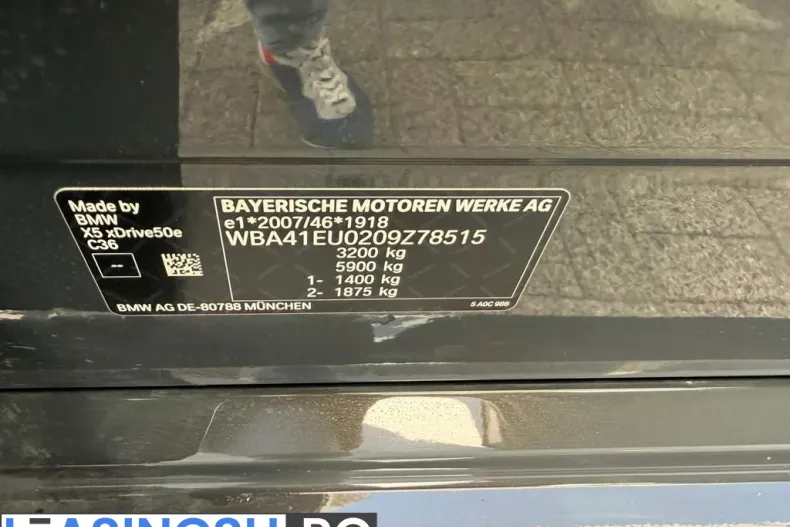 Made by
BMW
X5 xDrive50e
C36
--
BAYERISCHE MOTOREN WERKE AG
e1*2007/46*1918
WBA41EU0209Z78515
3200 kg
5900 kg
1- 1400 kg
2- 1875 kg
BMW AG DE-80788 MÜNCHEN
5 A0C 986